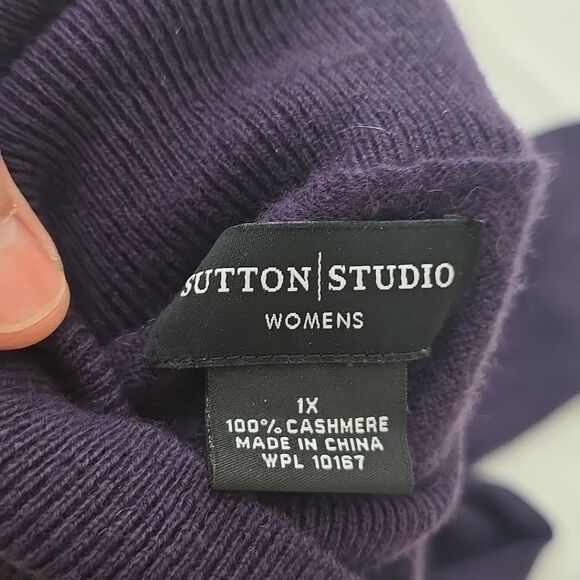 SUTTON|STUDIO
WOMENS
1X
100% CASHMERE
MADE IN CHINA
WPL 10167